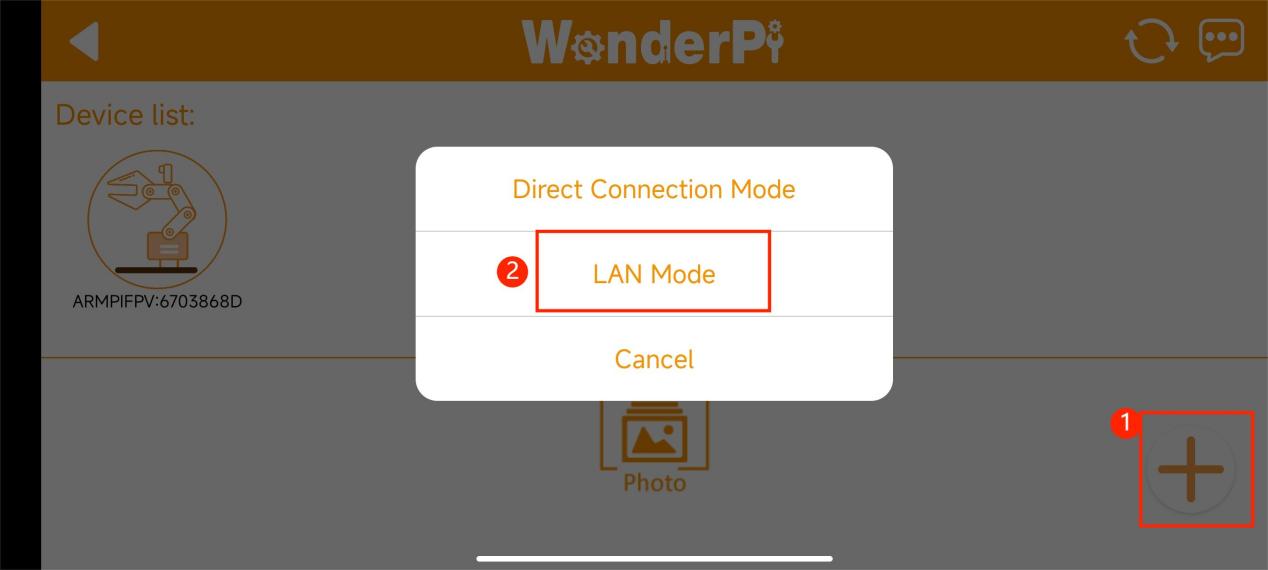 WonderPi
Device list:
ARMPIFPV:6703868D
Direct Connection Mode
2
LAN Mode
Cancel
1
Photo